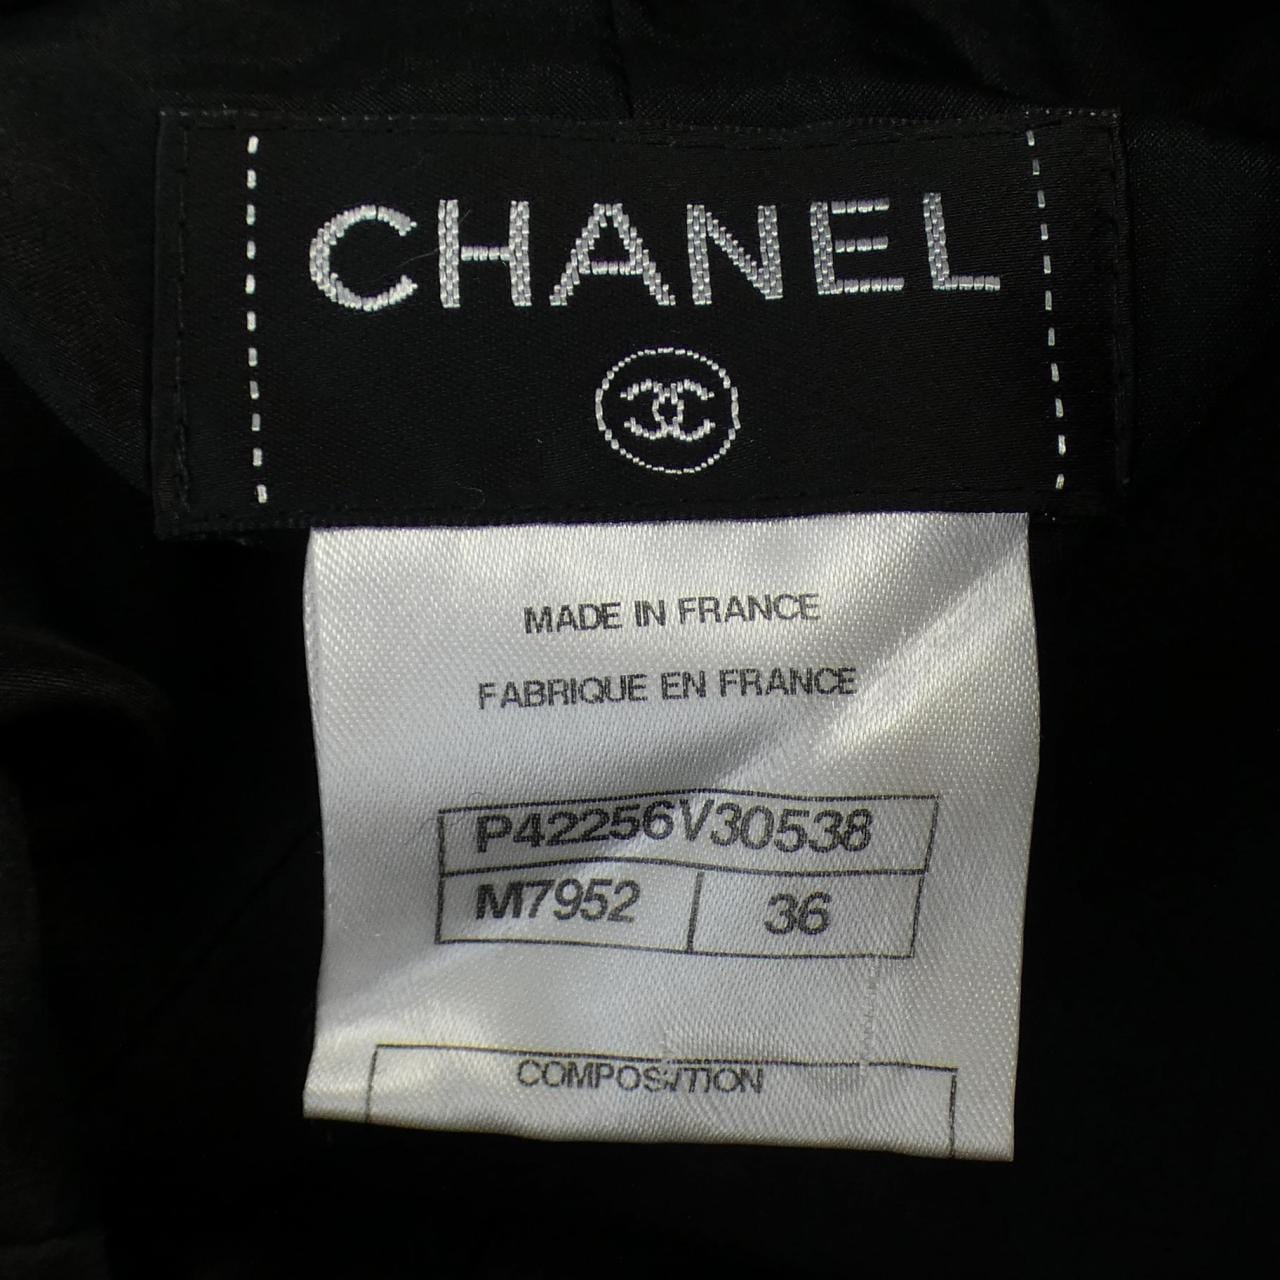 CHANEL
MADE IN FRANCE
FABRIQUE EN FRANCE
P42256V30538
M7952 36
COMPOSITION